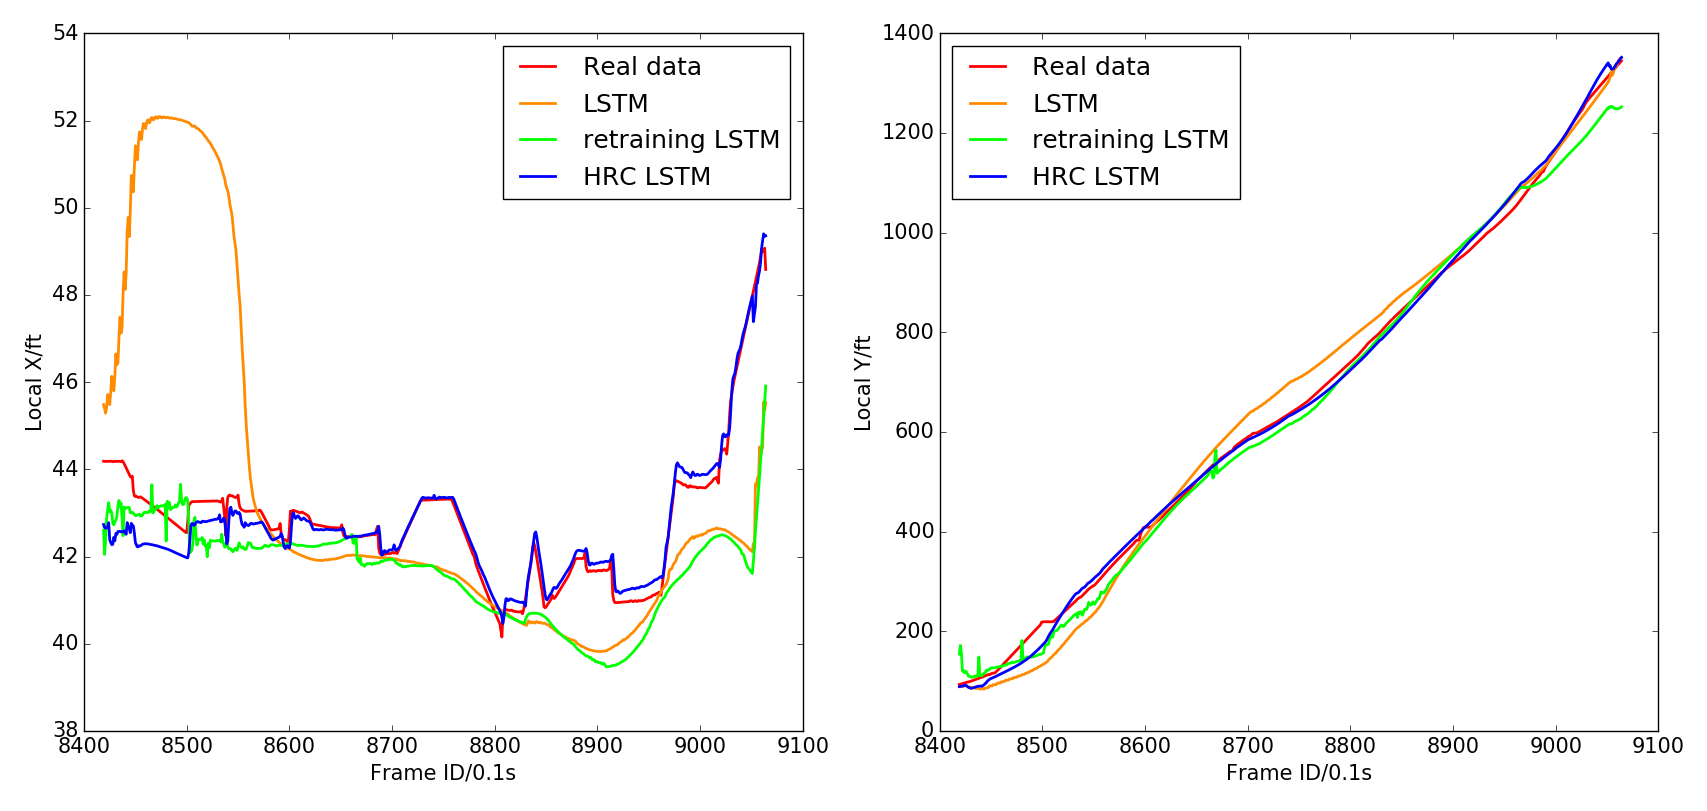 54
52
50
48
46
44
42
40
38
8400
8500
8600
8700
8800
8900
9000
9100
Local X/ft
Frame ID/0.1s
Real data
LSTM
retraining LSTM
HRC LSTM
1400
1200
1000
800
600
400
200
0
8400
8500
8600
8700
8800
8900
9000
9100
Local Y/ft
Frame ID/0.1s
Real data
LSTM
retraining LSTM
HRC LSTM